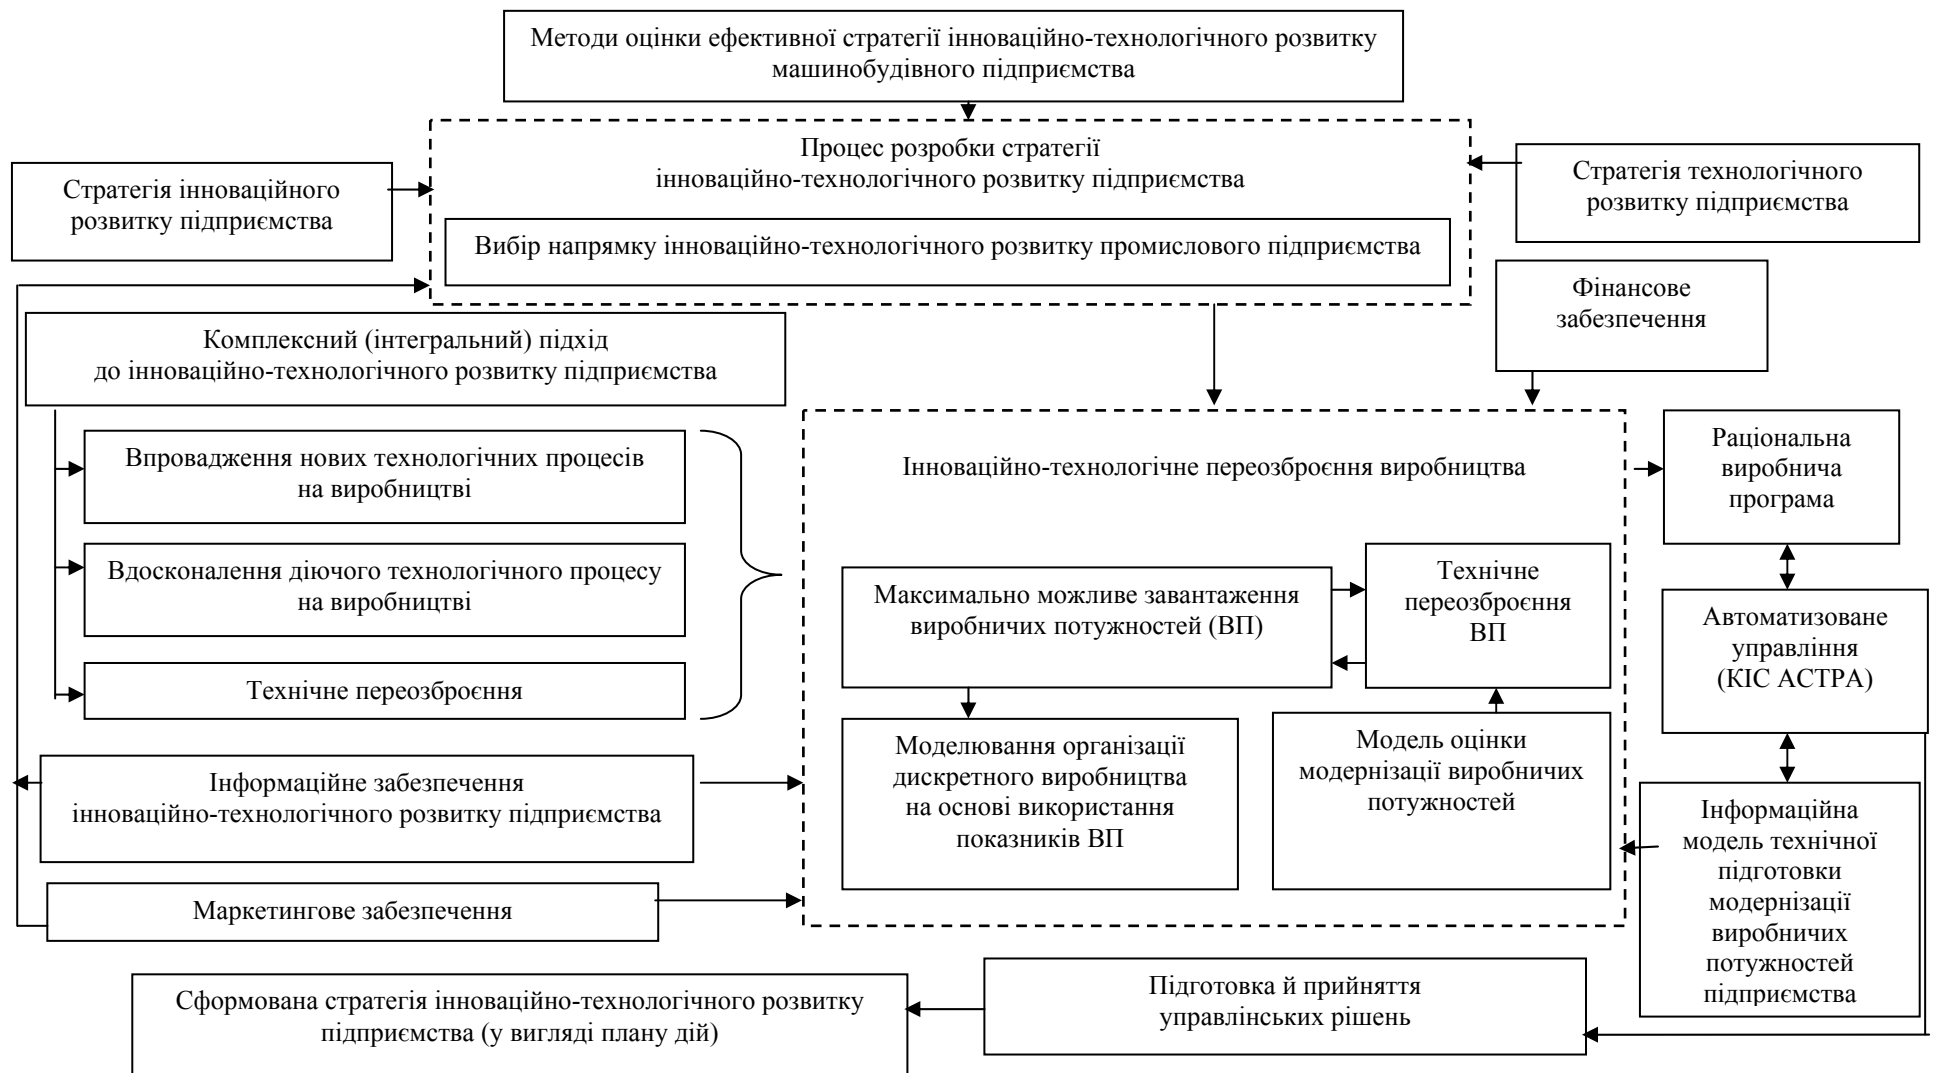 Методи оцінки ефективної стратегії інноваційно-технологічного розвитку
машинобудівного підприємства
Процес розробки стратегії
інноваційно-технологічного розвитку підприємства
Стратегія інноваційного
розвитку підприємства
Стратегія технологічного
розвитку підприємства
Вибір напрямку інноваційно-технологічного розвитку промислового підприємства
Фінансове
забезпечення
Комплексний (інтегральний) підхід
до інноваційно-технологічного розвитку підприємства
Впровадження нових технологічних процесів
на виробництві
Вдосконалення діючого технологічного процесу
на виробництві
Технічне переозброєння
Інноваційно-технологічне переозброєння виробництва
Раціональна
виробнича
програма
Максимально можливе завантаження
виробничих потужностей (ВП)
Технічне
переозброєння
ВП
Автоматизоване
управління
(КІС АСТРА)
Моделювання організації
дискретного виробництва
на основі використання
показників ВП
Модель оцінки
модернізації виробничих
потужностей
Інформаційне забезпечення
інноваційно-технологічного розвитку підприємства
Інформаційна
модель технічної
підготовки
модернізації
виробничих
потужностей
підприємства
Маркетингове забезпечення
Сформована стратегія інноваційно-технологічного розвитку
підприємства (у вигляді плану дій)
Підготовка й прийняття
управлінських рішень